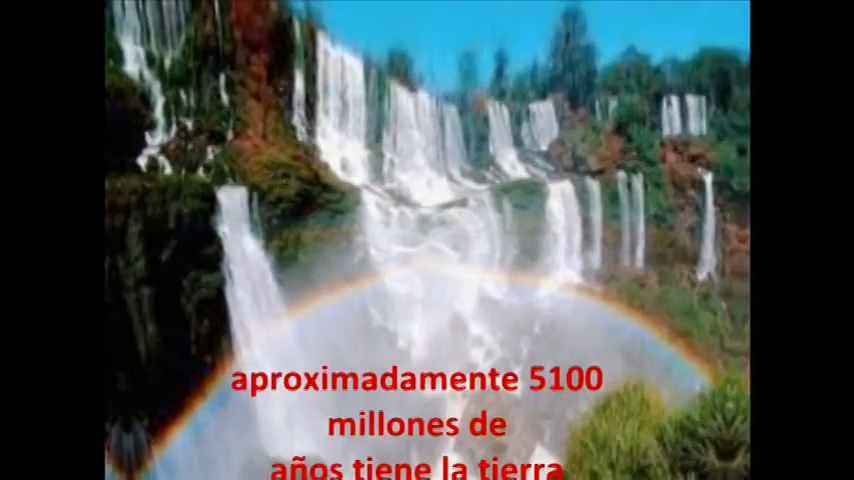 aproximadamente 5100
millones de
años tiene la tierra